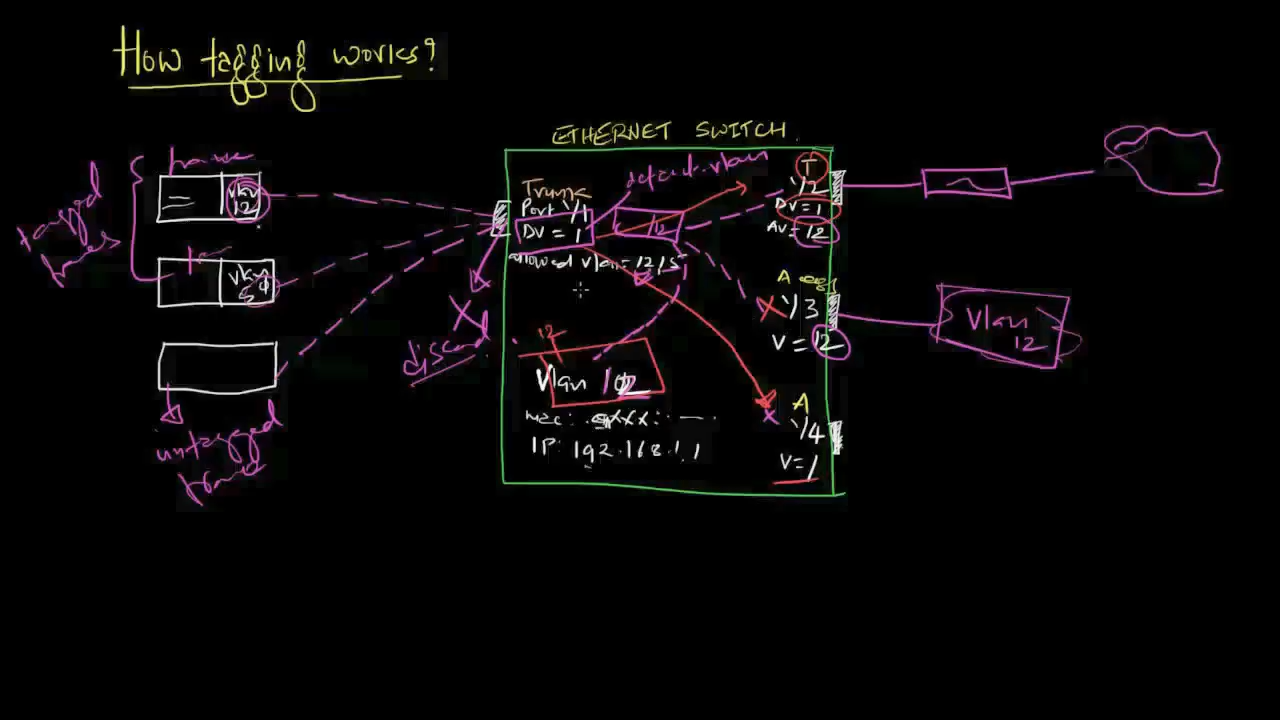 How tagging works?
ETHERNET SWITCH
frame
vlan
12
tagged
vlan
untagged
frame
discard
Trunk
Port 1/1
DV = 1
default vlan
12
allowed vlan = 12, 5
12
Vlan
mac:
IP: 192.168.1.1
T
1/2
DV = 1
AV = 12
A
1/3
V = 12
A
1/4
V = 1
Vlan
12